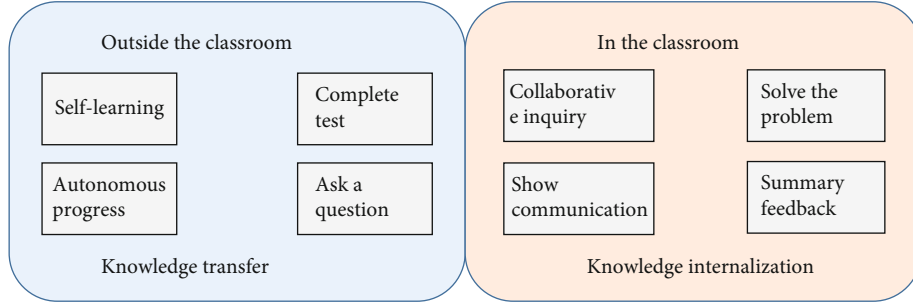 Outside the classroom
Self-learning
Complete
test
Autonomous
progress
Ask a
question
Knowledge transfer
In the classroom
Collaborativ
e inquiry
Solve the
problem
Show
communication
Summary
feedback
Knowledge internalization